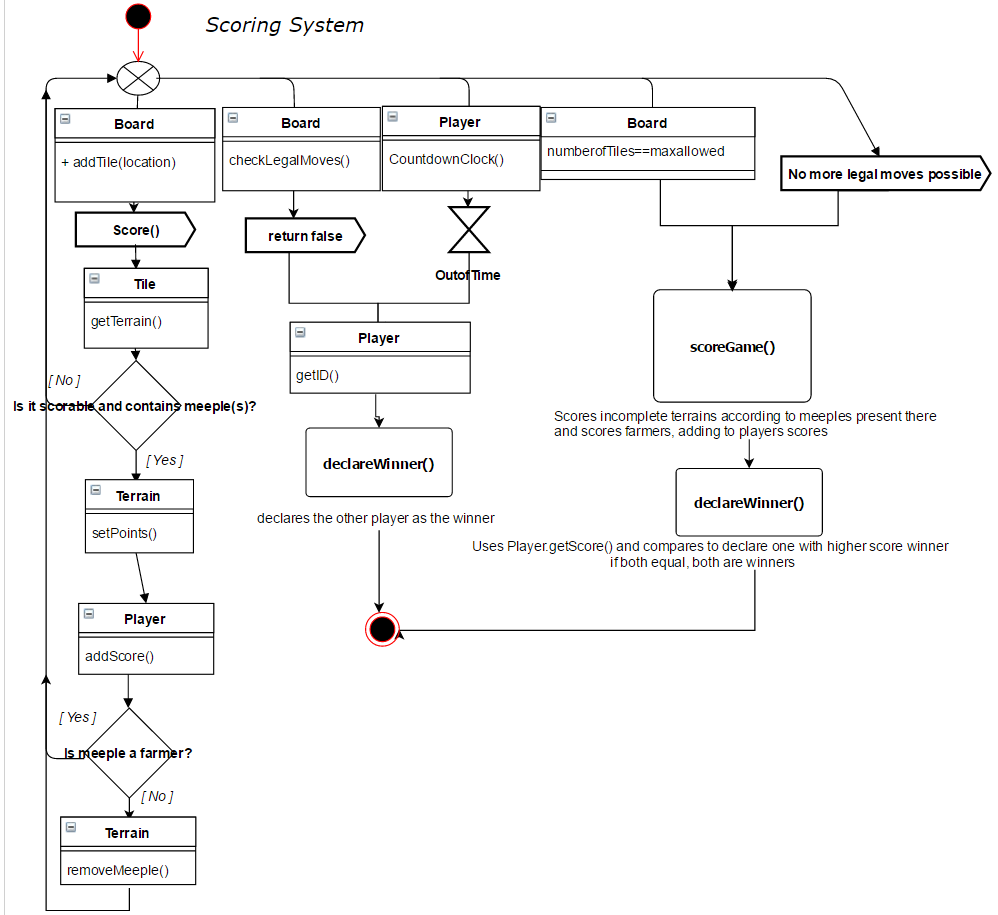 Scoring System
Board
+ addTile(location)
Score()
Tile
getTerrain()
[ No ]
Is it scorable and contains meeple(s)?
[ Yes ]
Terrain
setPoints()
Player
addScore()
[ Yes ]
Is meeple a farmer?
[ No ]
Terrain
removeMeeple()
Board
checkLegalMoves()
return false
Player
CountdownClock()
OutofTime
Player
getID()
declareWinner()
declares the other player as the winner
Board
numberofTiles==maxallowed
No more legal moves possible
scoreGame()
Scores incomplete terrains according to meeples present there
and scores farmers, adding to players scores
declareWinner()
Uses Player.getScore() and compares to declare one with higher score winner
if both equal, both are winners